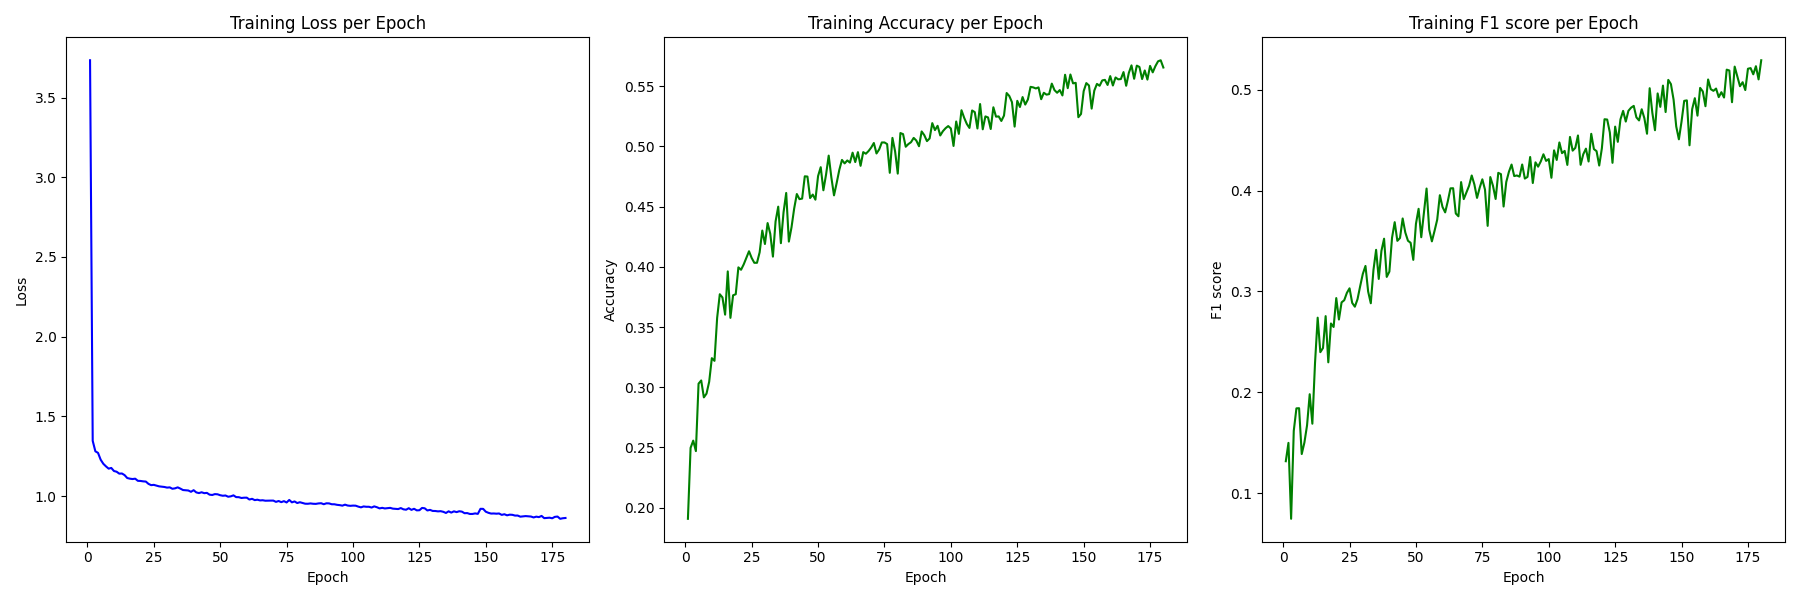 Training Loss per Epoch
3.5
3.0
2.5
2.0
1.5
1.0
Loss
0 25 50 75 100 125 150 175
Epoch
Training Accuracy per Epoch
0.55
0.50
0.45
0.40
0.35
0.30
0.25
0.20
Accuracy
0 25 50 75 100 125 150 175
Epoch
Training F1 score per Epoch
0.5
0.4
0.3
0.2
0.1
F1 score
0 25 50 75 100 125 150 175
Epoch